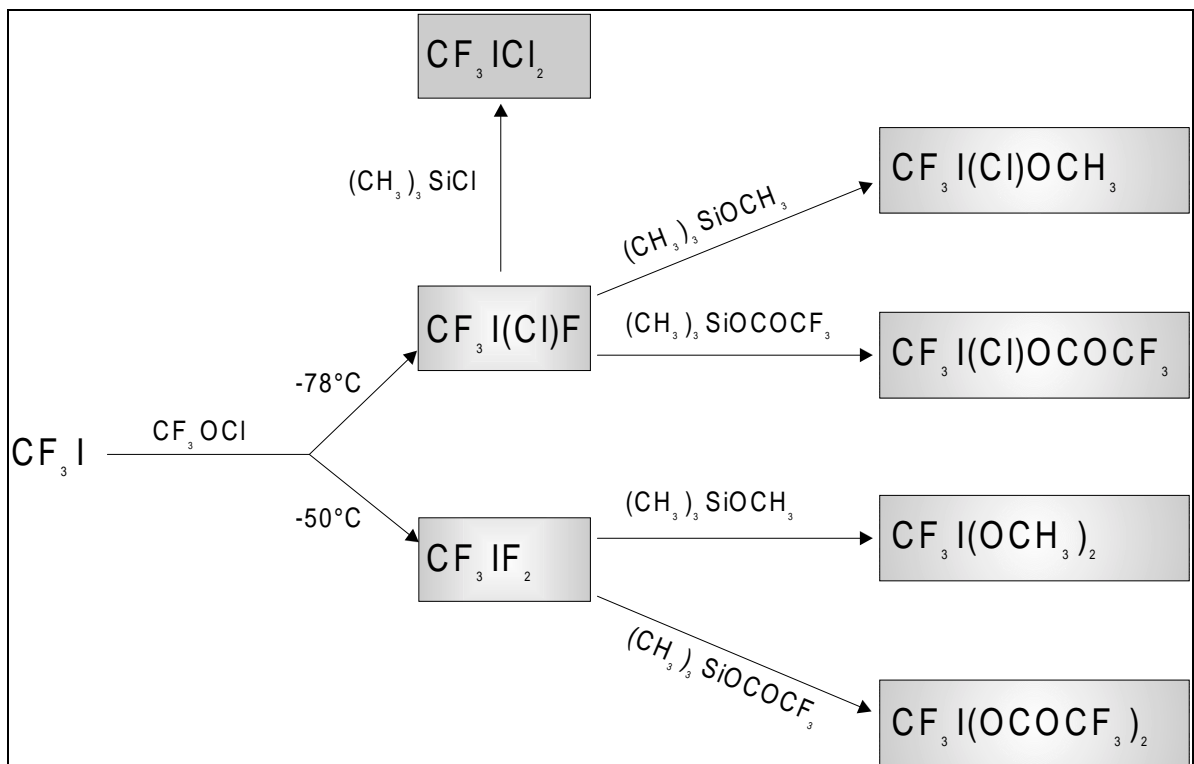 CF₃ICl₂
(CH₃)₃SiCl
CF₃I(Cl)OCH₃
(CH₃)₃SiOCH₃
CF₃I(Cl)F
(CH₃)₃SiOCOCF₃
CF₃I(Cl)OCOCF₃
-78°C
CF₃I
CF₃OCl
-50°C
CF₃IF₂
(CH₃)₃SiOCH₃
CF₃I(OCH₃)₂
(CH₃)₃SiOCOCF₃
CF₃I(OCOCF₃)₂